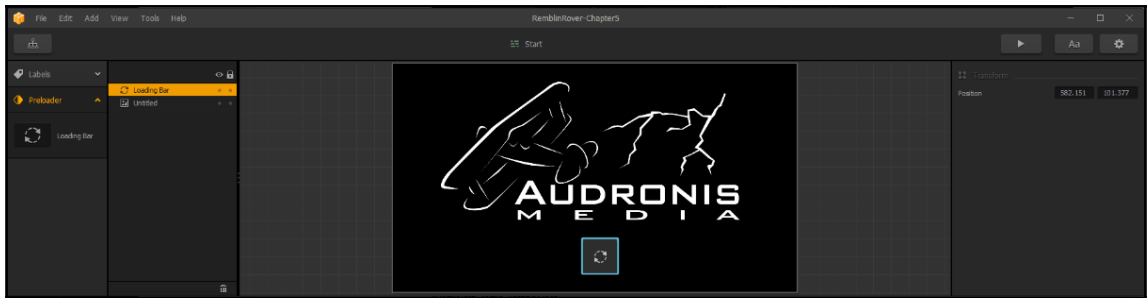 File Edit Add View Tools Help
RemblinRover-Chapter5
Start
Aa
Labels
Preloader
Loading Bar
Loading Bar
Untitled
AUDRONIS
MEDIA
Transform
Position 582.151 101.377